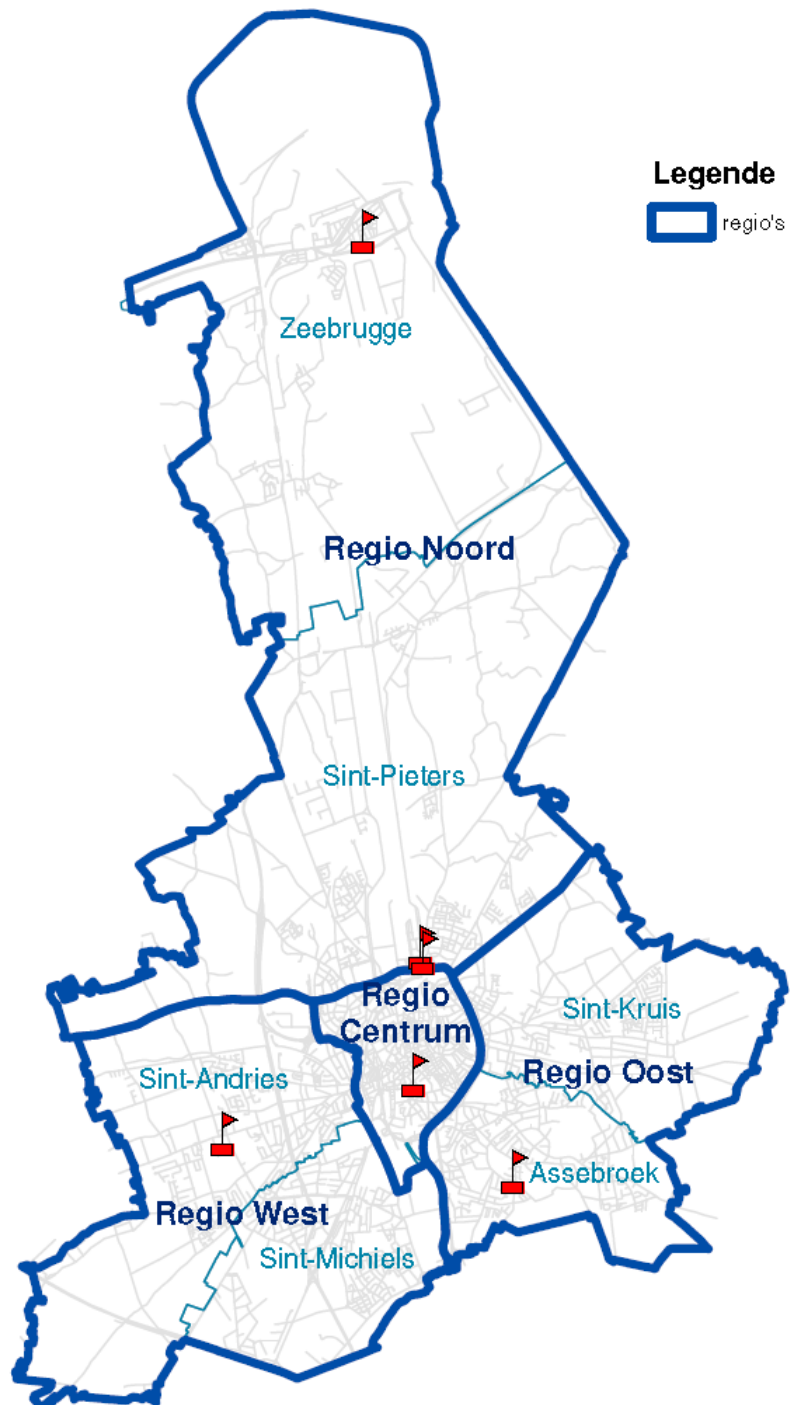 Legende
regio's
Zeebrugge
Regio Noord
Sint-Pieters
Regio
Centrum
Sint-Kruis
Regio Oost
Sint-Andries
Assebroek
Regio West
Sint-Michiels